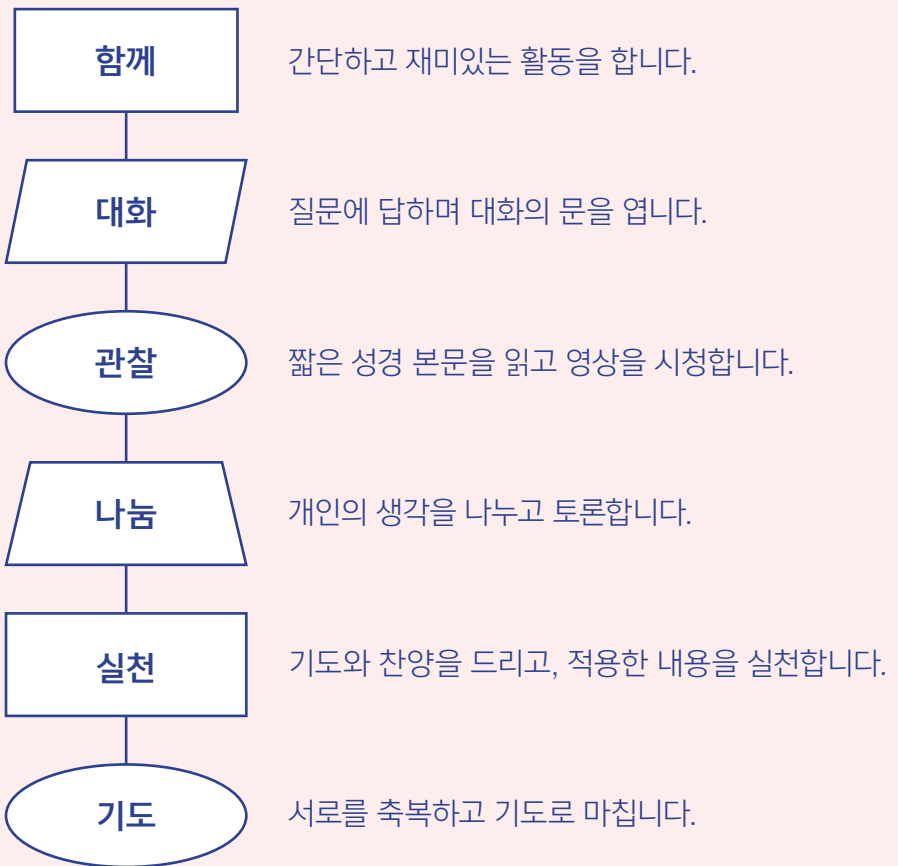 함께
간단하고 재미있는 활동을 합니다.
대화
질문에 답하며 대화의 문을 엽니다.
관찰
짧은 성경 본문을 읽고 영상을 시청합니다.
나눔
개인의 생각을 나누고 토론합니다.
실천
기도와 찬양을 드리고, 적용한 내용을 실천합니다.
기도
서로를 축복하고 기도로 마칩니다.